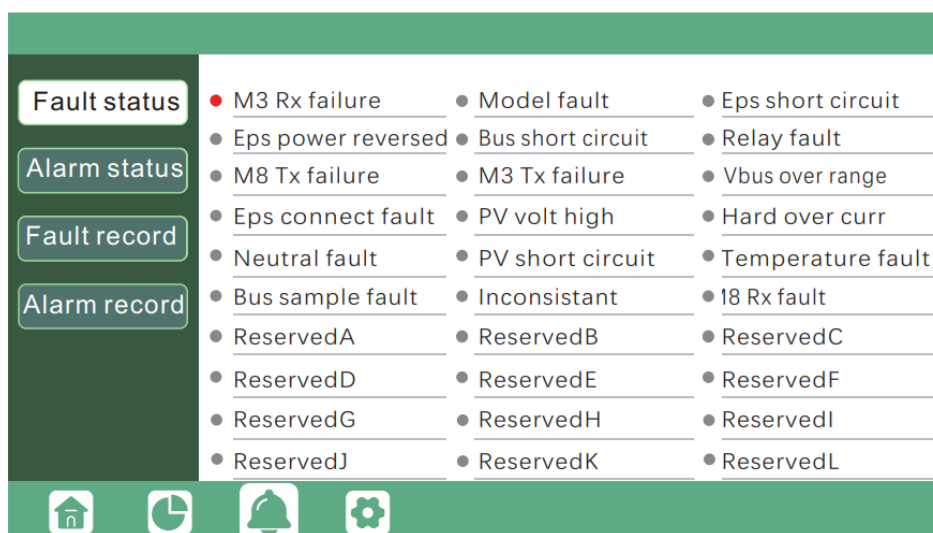 Fault status
Alarm status
Fault record
Alarm record
M3 Rx failure Model fault Eps short circuit
Eps power reversed Bus short circuit Relay fault
M8 Tx failure M3 Tx failure Vbus over range
Eps connect fault PV volt high Hard over curr
Neutral fault PV short circuit Temperature fault
Bus sample fault Inconsistant 18 Rx fault
ReservedA ReservedB ReservedC
ReservedD ReservedE ReservedF
ReservedG ReservedH ReservedI
ReservedJ ReservedK ReservedL